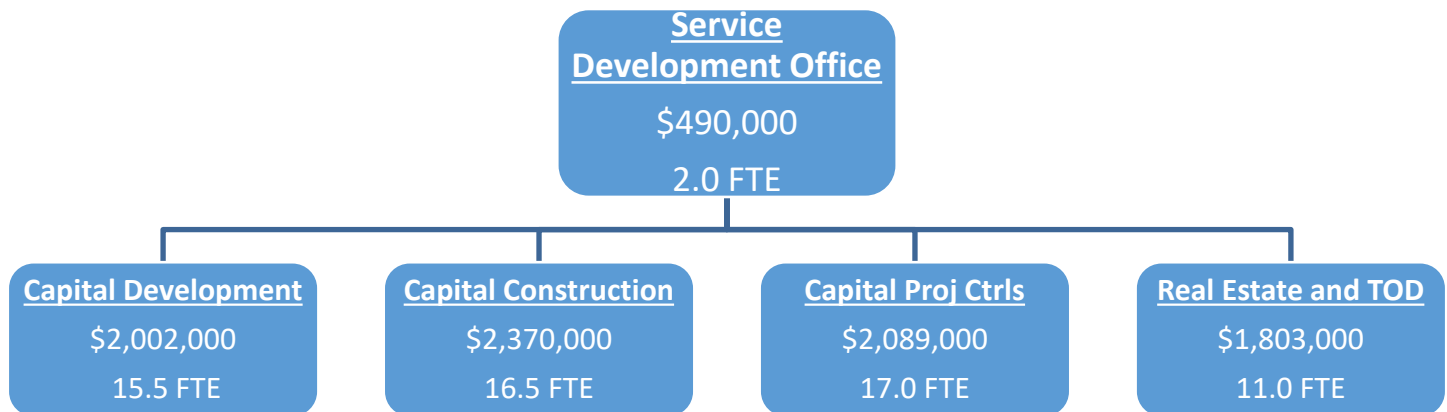 Service
Development Office
$490,000
2.0 FTE
Capital Development
$2,002,000
15.5 FTE
Capital Construction
$2,370,000
16.5 FTE
Capital Proj Ctrls
$2,089,000
17.0 FTE
Real Estate and TOD
$1,803,000
11.0 FTE